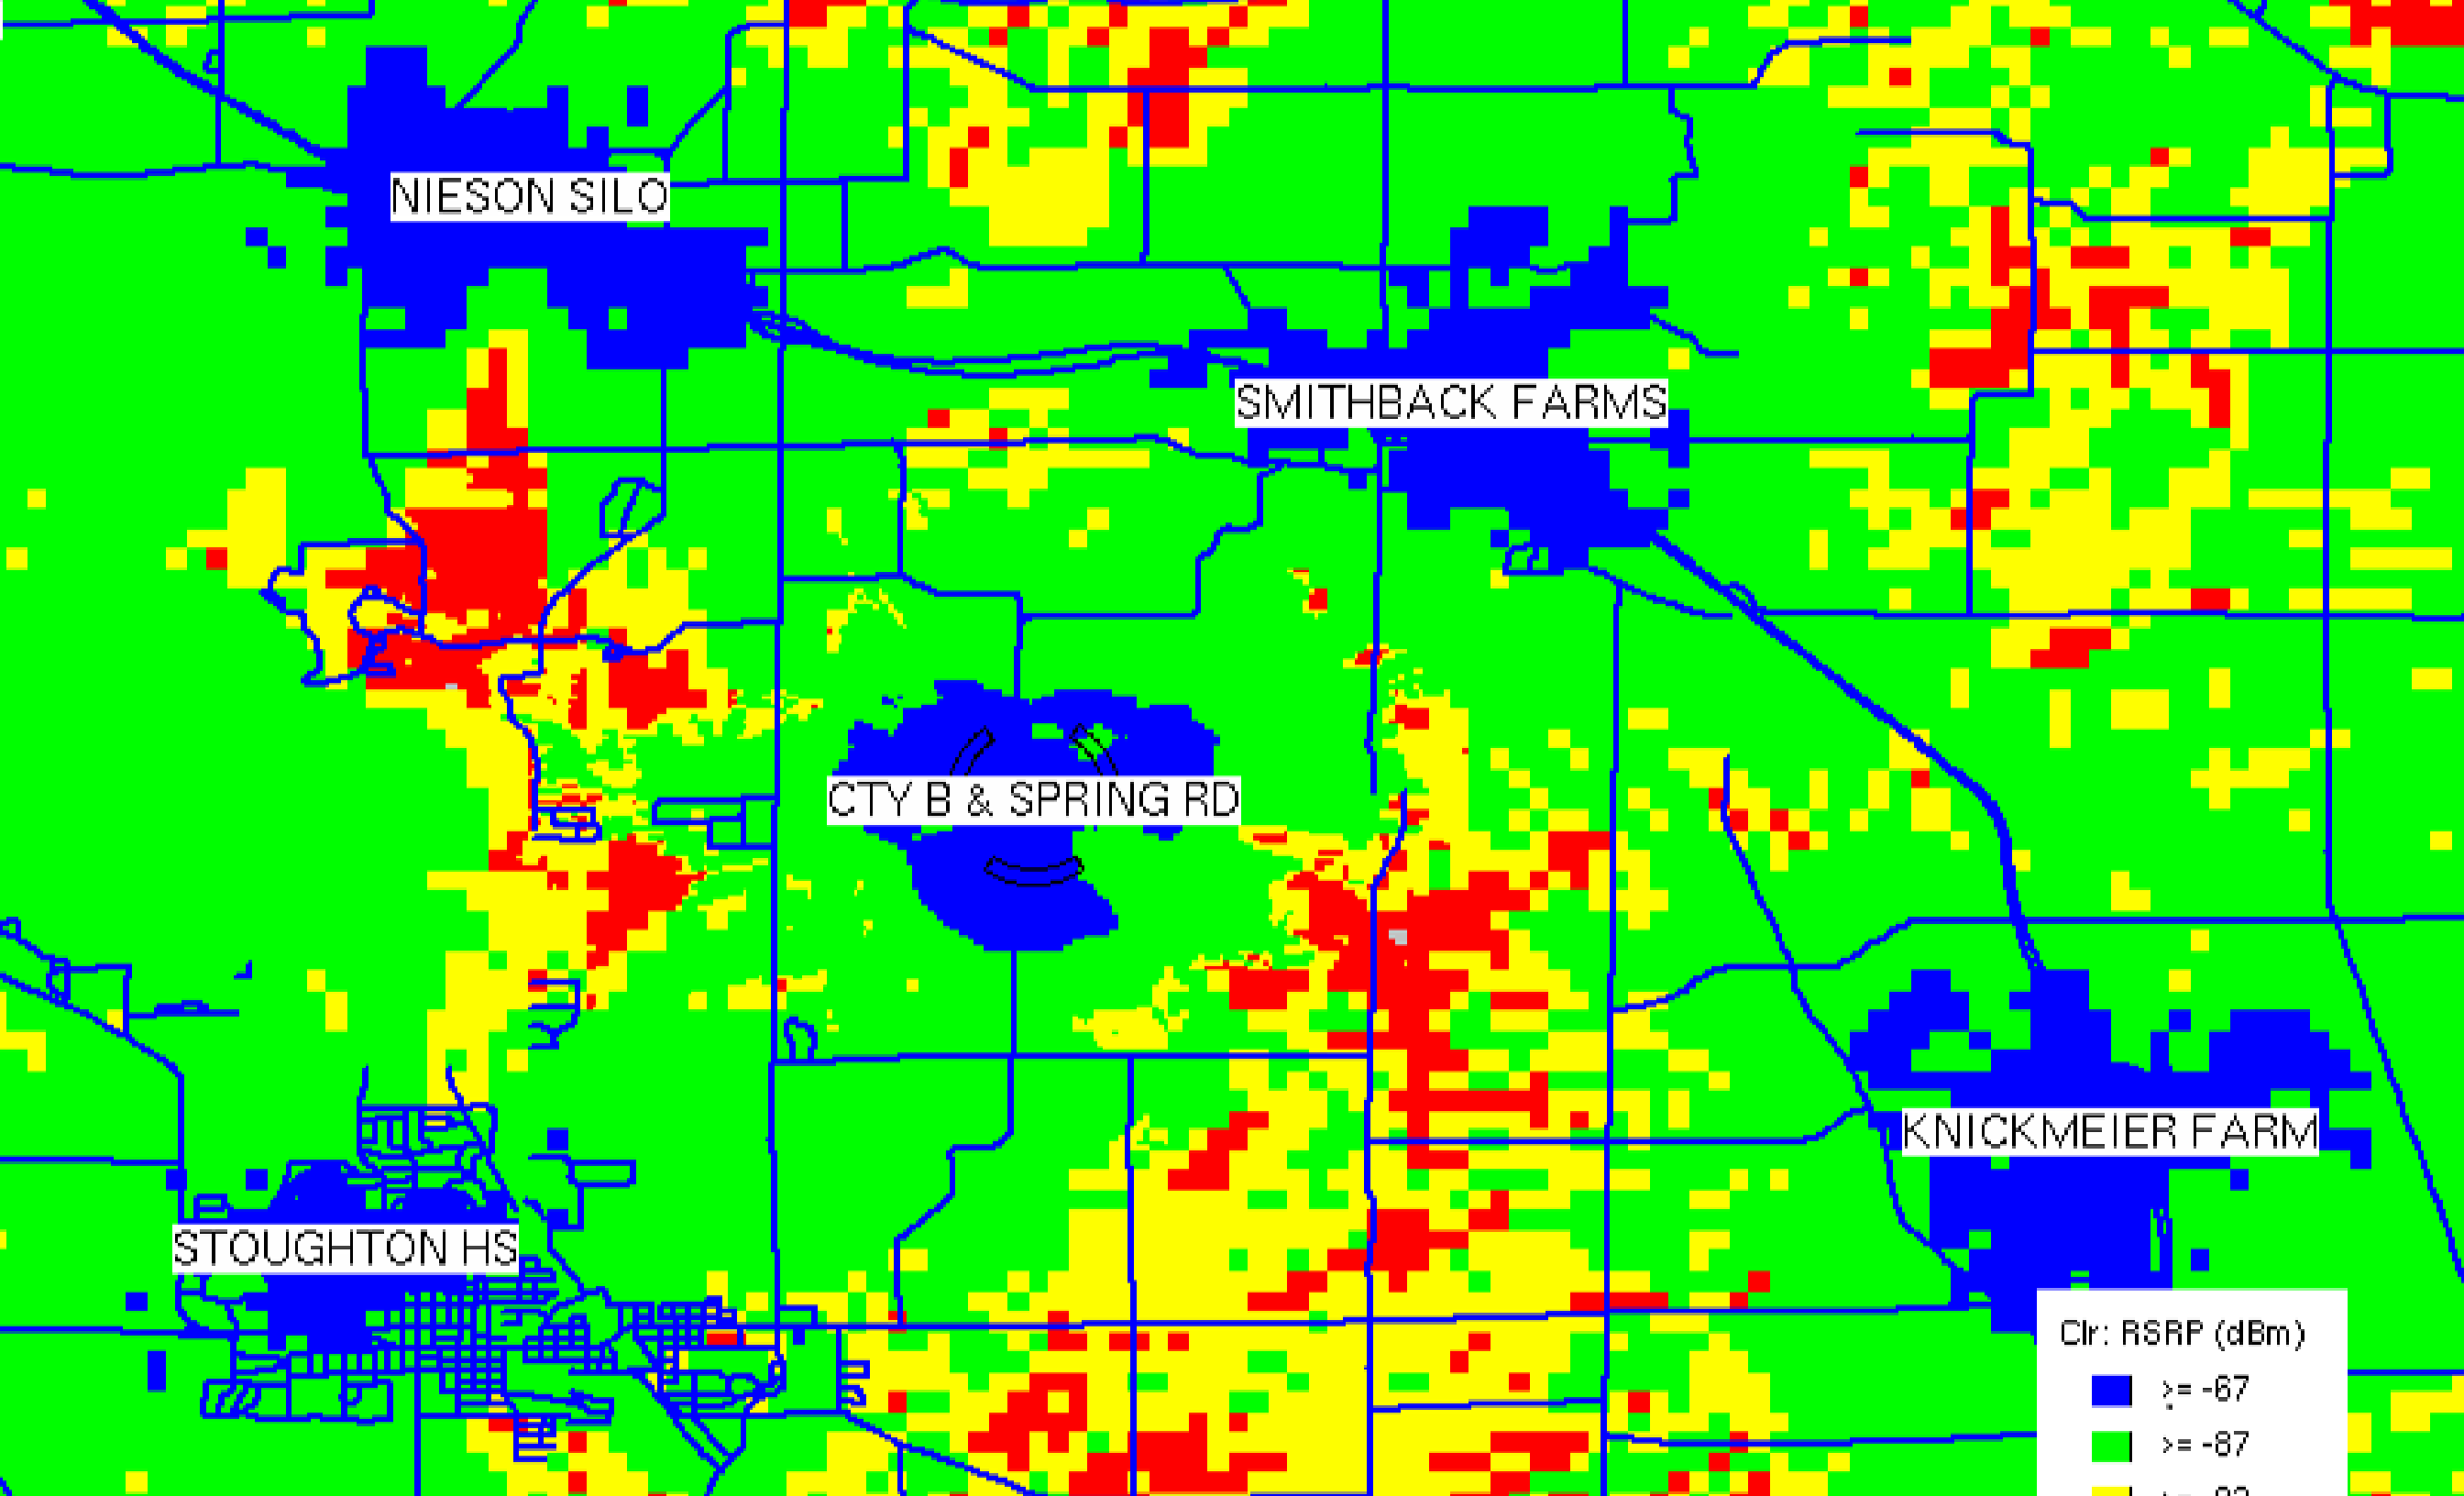 NIESON SILO
SMITHBACK FARMS
CTY B & SPRING RD
KNICKMEIER FARM
STOUGHTON HS
Clr: RSRP (dBm)
>= -67
>= -87